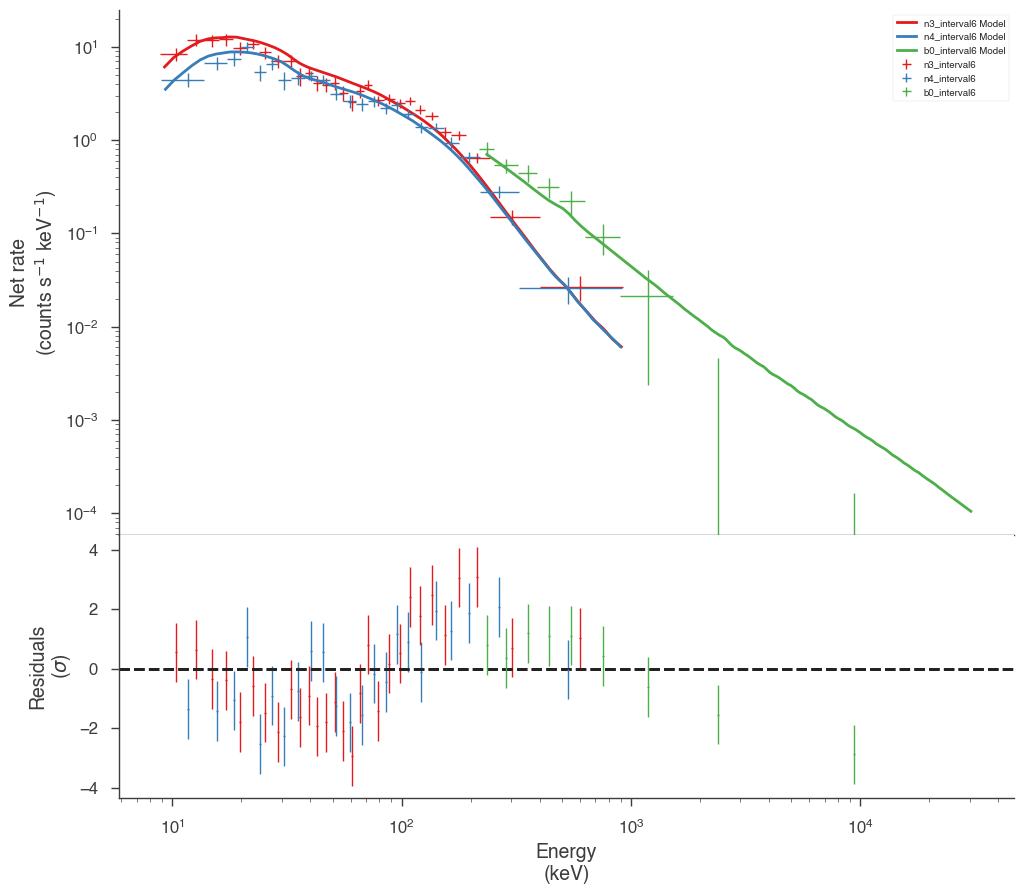 n3_interval6 Model
n4_interval6 Model
b0_interval6 Model
n3_interval6
n4_interval6
b0_interval6
Net rate
(counts s⁻¹ keV⁻¹)
10¹
10⁰
10⁻¹
10⁻²
10⁻³
10⁻⁴
Residuals
(σ)
4
2
0
−2
−4
10¹ 10² 10³ 10⁴
Energy
(keV)